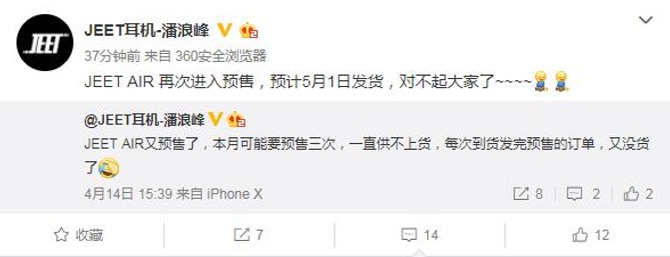 JEET
JEET耳机-潘浪峰
37分钟前 来自 360安全浏览器
JEET AIR 再次进入预售，预计5月1日发货，对不起大家了~~~~
@JEET耳机-潘浪峰
JEET AIR又预售了，本月可能要预售三次，一直供不上货，每次到货发完预售的订单，又没货
了
4月14日 15:39 来自 iPhone X
8
2
2
收藏
7
14
12